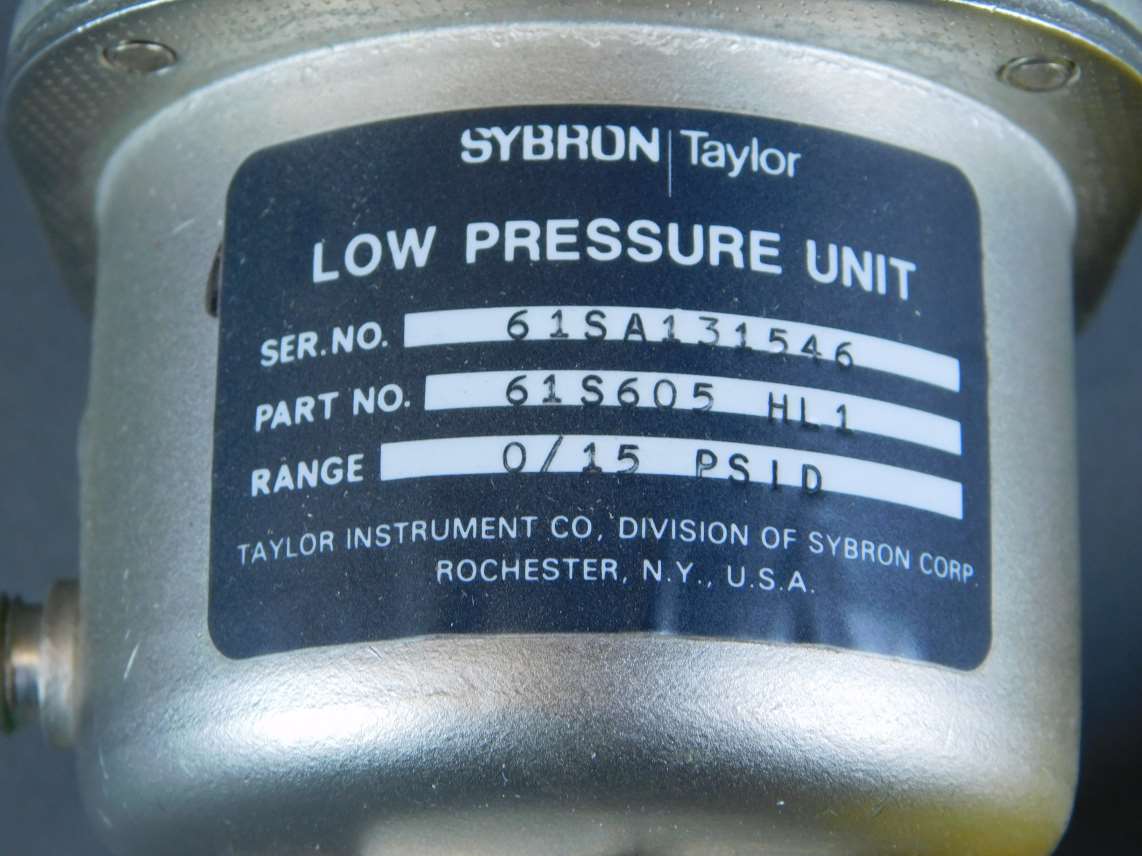 SYBRON | Taylor
LOW PRESSURE UNIT
SER. NO. 61SA131546
PART NO. 61S605 HL1
RANGE 0/15 PSID
TAYLOR INSTRUMENT CO, DIVISION OF SYBRON CORP.
ROCHESTER, N.Y., U.S.A.